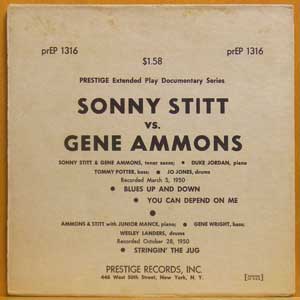 prEP 1316 prEP 1316
$1.58
PRESTIGE Extended Play Documentary Series
SONNY STITT
vs.
GENE AMMONS
SONNY STITT & GENE AMMONS, tenor saxes; • DUKE JORDAN, piano
TOMMY POTTER, bass; • JO JONES, drums
Recorded March 5, 1950
• BLUES UP AND DOWN
• YOU CAN DEPEND ON ME
•
AMMONS & STITT with JUNIOR MANCE, piano; • GENE WRIGHT, bass;
WESLEY LANDERS, drums
Recorded October 28, 1950
• STRINGIN' THE JUG
PRESTIGE RECORDS, INC.
446 West 50th Street, New York, N. Y.